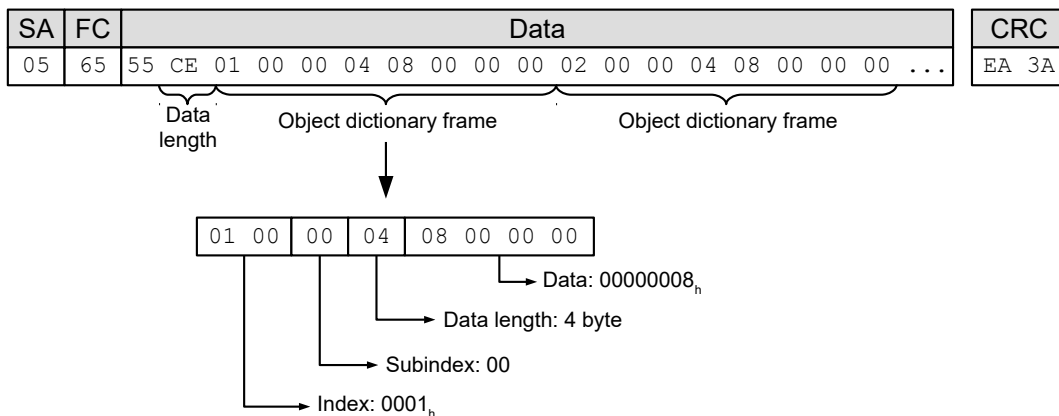 SA FC Data CRC
05 65 55 CE 01 00 00 04 08 00 00 00 02 00 00 04 08 00 00 00 ... EA 3A
Data length
Object dictionary frame
Object dictionary frame
01 00 00 04 08 00 00 00
Data: 00000008h
Data length: 4 byte
Subindex: 00
Index: 0001h